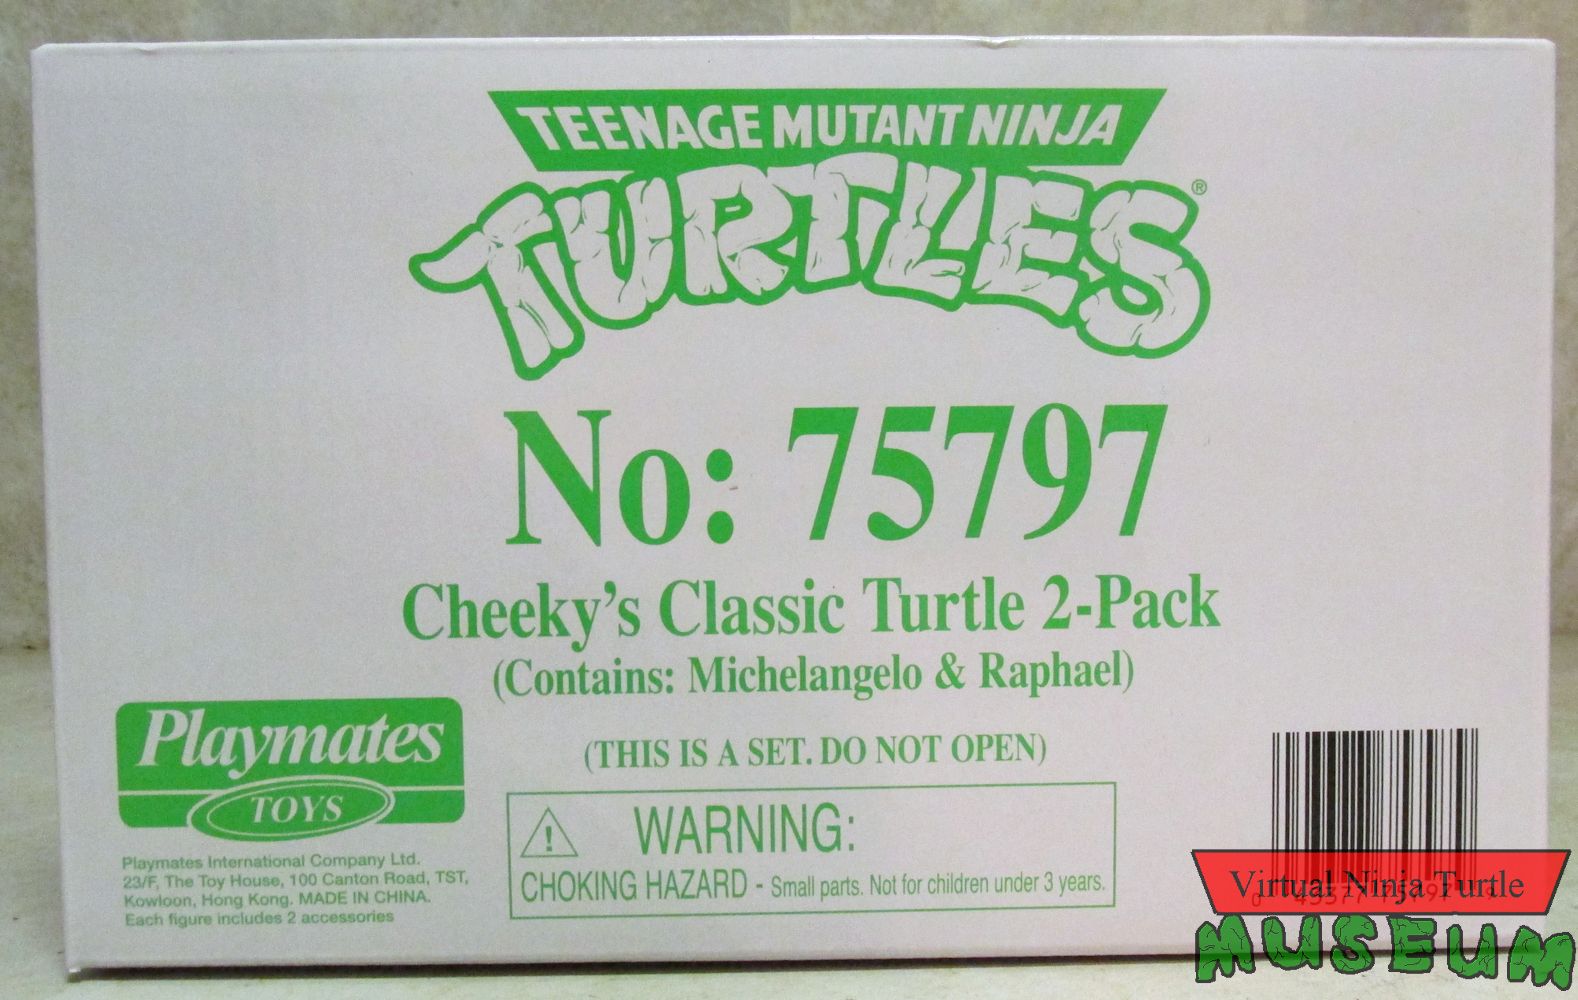 TEENAGE MUTANT NINJA
TURTLES®
No: 75797
Cheeky's Classic Turtle 2-Pack
(Contains: Michelangelo & Raphael)
(THIS IS A SET. DO NOT OPEN)
WARNING:
CHOKING HAZARD - Small parts. Not for children under 3 years.
Playmates
TOYS
Playmates International Company Ltd.
23/F, The Toy House, 100 Canton Road, TST,
Kowloon, Hong Kong. MADE IN CHINA.
Each figure includes 2 accessories
Virtual Ninja Turtle
MUSEUM